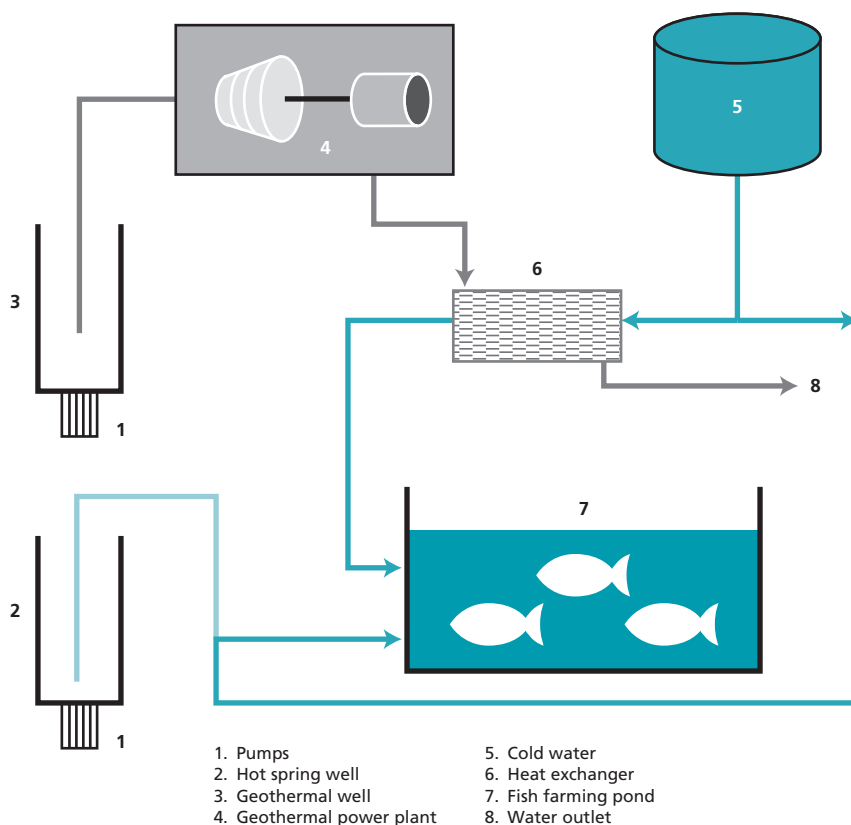 5
4
6
3
8
1
7
2
1
1. Pumps
2. Hot spring well
3. Geothermal well
4. Geothermal power plant
5. Cold water
6. Heat exchanger
7. Fish farming pond
8. Water outlet